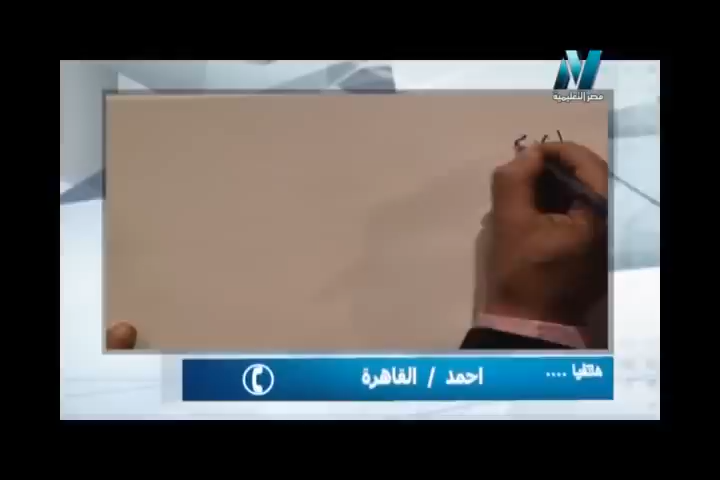 مصر التعليمية
هاتفيا ....
احمد / القاهرة